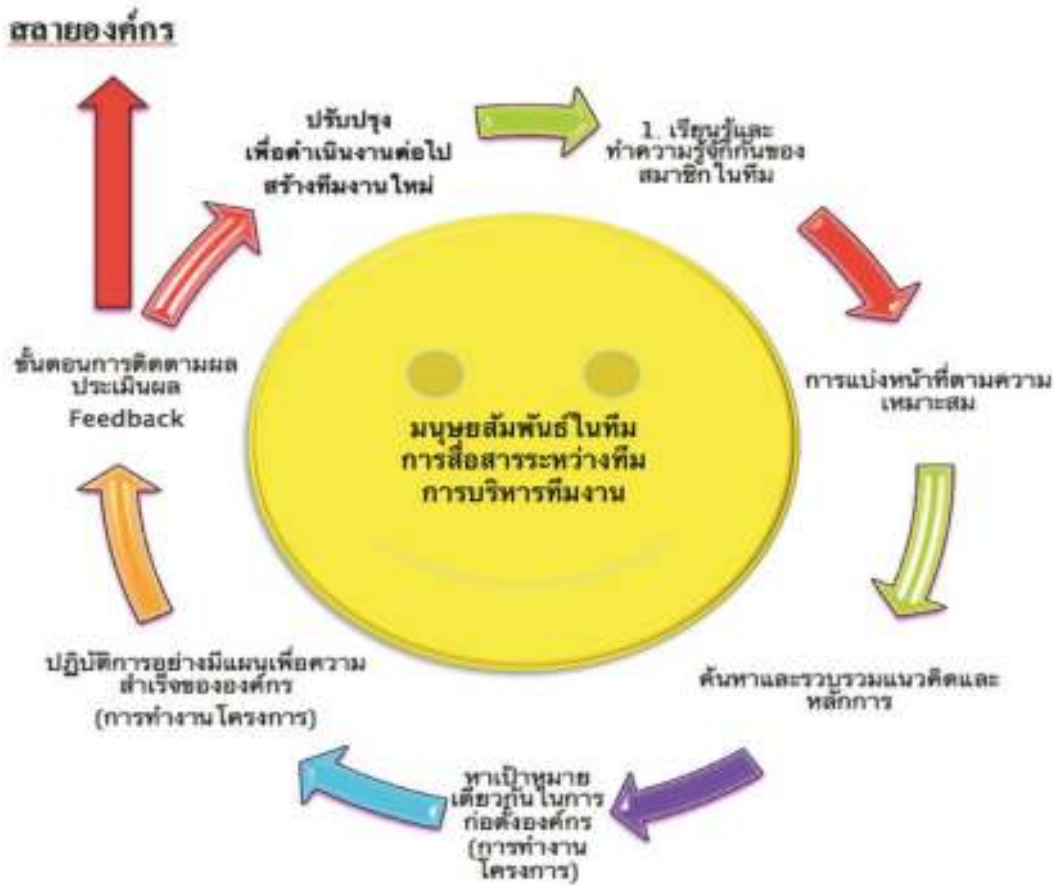 สลายองค์กร
ปรับปรุง
เพื่อดำเนินงานต่อไป
สร้างทีมงานใหม่
1. เรียนรู้และ
ทำความรู้จักกันของ
สมาชิกในทีม
การแบ่งหน้าที่ตามความ
เหมาะสม
ค้นหาและรวบรวมแนวคิดและ
หลักการ
หาเป้าหมาย
เดียวกันในการ
ก่อตั้งองค์กร
(การทำงาน
โครงการ)
ปฏิบัติการอย่างมีแผนเพื่อความ
สำเร็จขององค์กร
(การทำงานโครงการ)
ขั้นตอนการติดตามผล
ประเมินผล
Feedback
มนุษยสัมพันธ์ในทีม
การสื่อสารระหว่างทีม
การบริหารทีมงาน